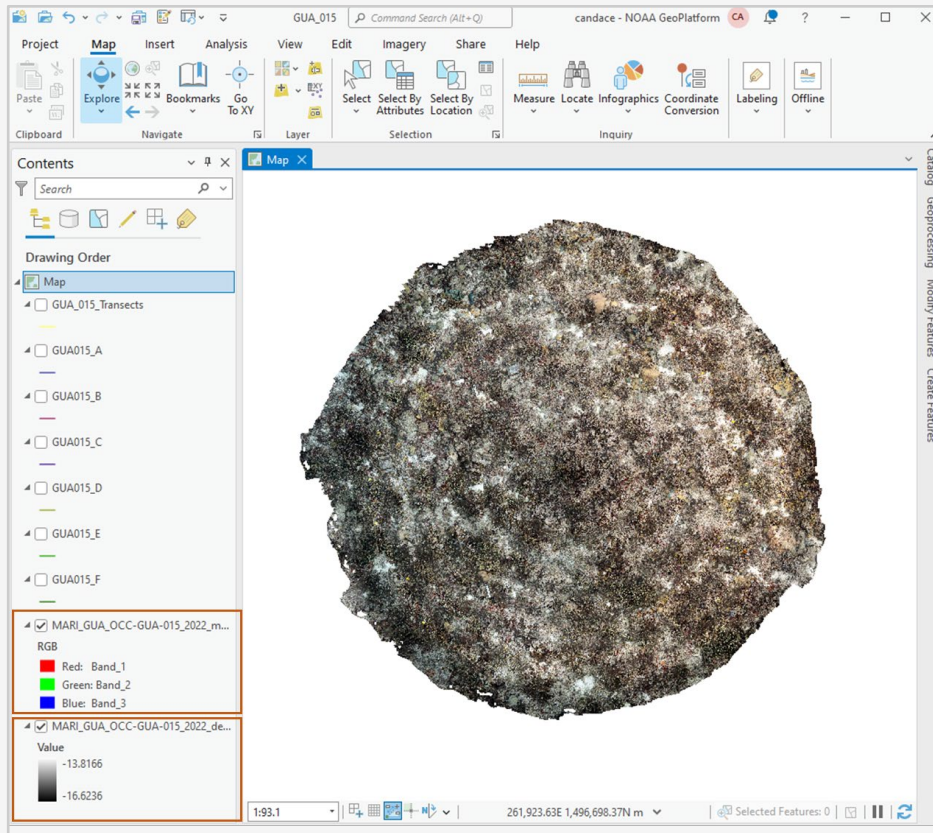 GUA_015
Command Search (Alt+Q)
candace - NOAA GeoPlatform
CA
?
Project
Map
Insert
Analysis
View
Edit
Imagery
Share
Help
Paste
Explore
Bookmarks
Go
To XY
Select
Select By
Attributes
Select By
Location
Measure
Locate
Infographics
Coordinate
Conversion
Labeling
Offline
Clipboard
Navigate
Layer
Selection
Inquiry
Contents
Map
Search
Drawing Order
Map
GUA_015_Transects
GUA015_A
GUA015_B
GUA015_C
GUA015_D
GUA015_E
GUA015_F
MARI_GUA_OCC-GUA-015_2022_m...
RGB
Red: Band_1
Green: Band_2
Blue: Band_3
MARI_GUA_OCC-GUA-015_2022_de...
Value
-13.8166
-16.6236
1:93.1
261,923.63E 1,496,698.37N m
Selected Features: 0
Catalog
Geoprocessing
Modify Features
Create Features